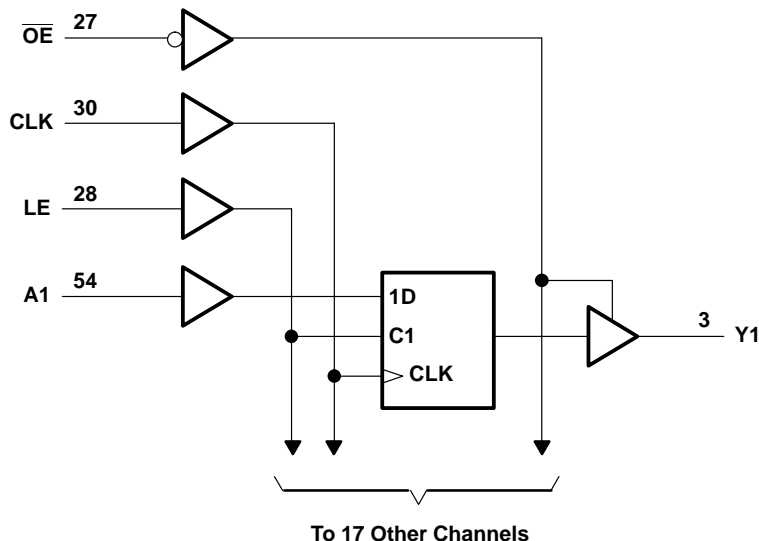 OE 27
CLK 30
LE 28
A1 54
1D
C1
CLK
3 Y1
To 17 Other Channels